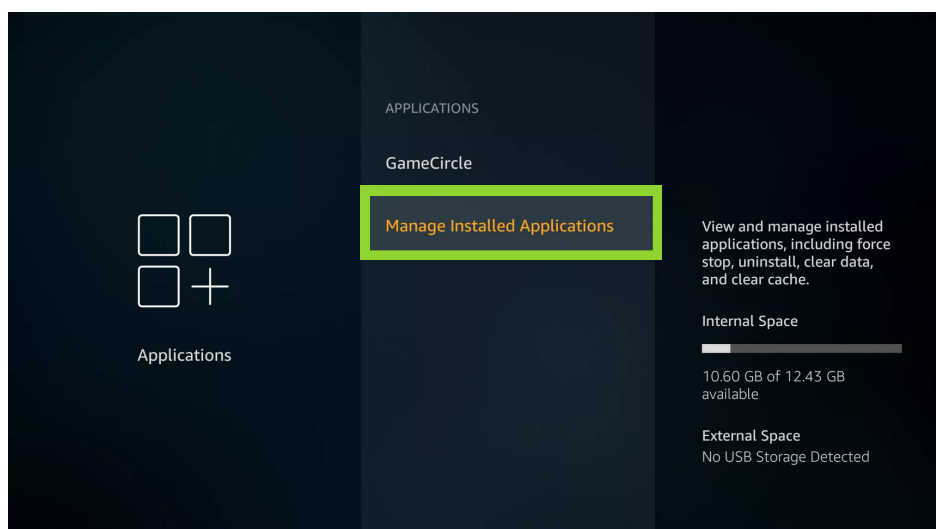 APPLICATIONS
GameCircle
Manage Installed Applications
Applications
View and manage installed
applications, including force
stop, uninstall, clear data,
and clear cache.
Internal Space
10.60 GB of 12.43 GB
available
External Space
No USB Storage Detected